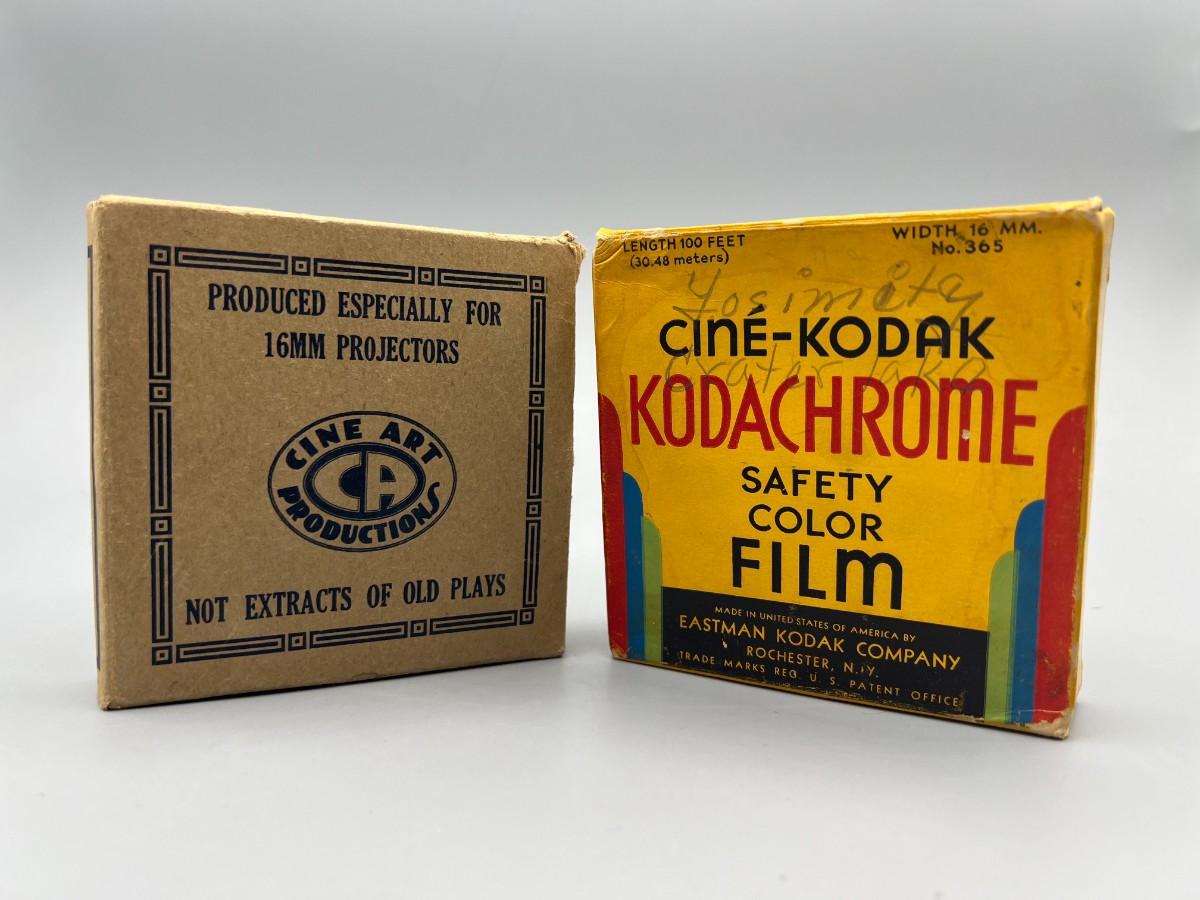 PRODUCED ESPECIALLY FOR
16MM PROJECTORS
CINE ART
CA
PRODUCTIONS
NOT EXTRACTS OF OLD PLAYS
LENGTH 100 FEET
(30.48 meters)
WIDTH, 16 MM.
No. 365
Yosimity
CINÉ-KODAK
Crater Lake
KODACHROME
SAFETY
COLOR
FILM
MADE IN UNITED STATES OF AMERICA BY
EASTMAN KODAK COMPANY
ROCHESTER, N.Y.
TRADE MARKS REG. U.S. PATENT OFFICE